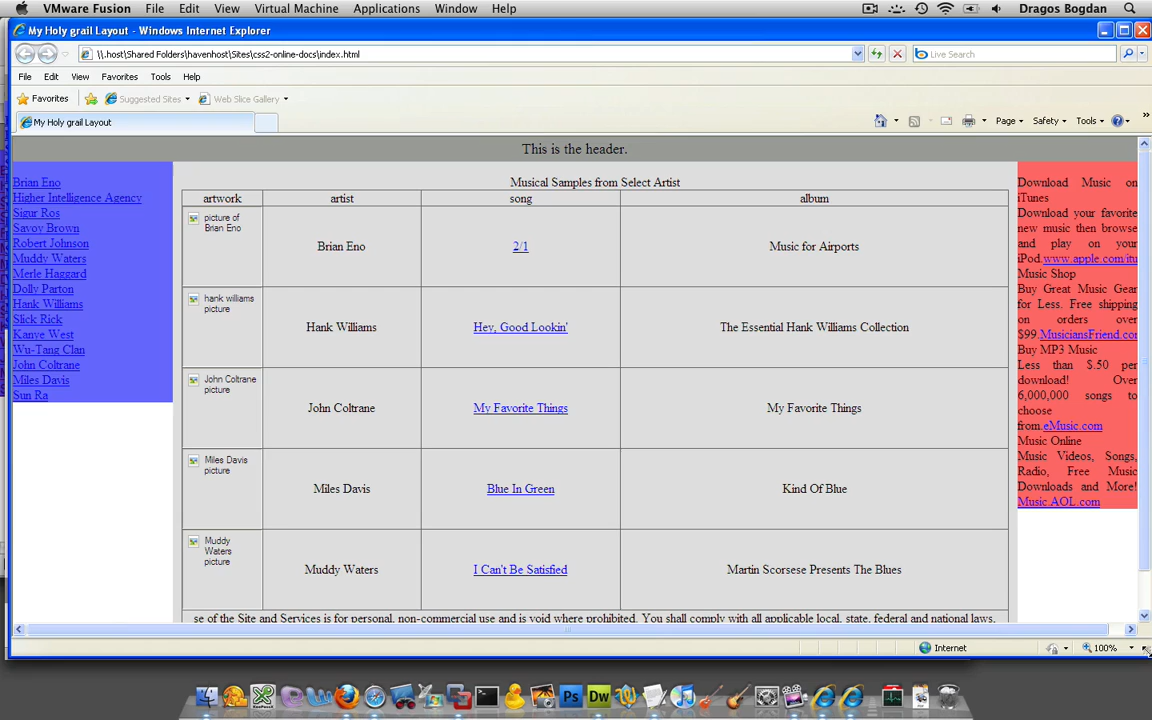 VMware Fusion File Edit View Virtual Machine Applications Window Help Dragos Bogdan
My Holy grail Layout - Windows Internet Explorer
\\.host\Shared Folders\havenhost\Sites\css2-online-docs\index.html Live Search
File Edit View Favorites Tools Help
Favorites Suggested Sites Web Slice Gallery
My Holy grail Layout Page Safety Tools »
This is the header.
Brian Eno
Higher Intelligence Agency
Sigur Ros
Savoy Brown
Robert Johnson
Muddy Waters
Merle Haggard
Dolly Parton
Hank Williams
Slick Rick
Kanye West
Wu-Tang Clan
John Coltrane
Miles Davis
Sun Ra
Musical Samples from Select Artist
artwork artist song album
picture of
Brian Eno
Brian Eno 2/1 Music for Airports
hank williams
picture
Hank Williams Hey, Good Lookin' The Essential Hank Williams Collection
John Coltrane
picture
John Coltrane My Favorite Things My Favorite Things
Miles Davis
picture
Miles Davis Blue In Green Kind Of Blue
Muddy
Waters
picture
Muddy Waters I Can't Be Satisfied Martin Scorsese Presents The Blues
se of the Site and Services is for personal, non-commercial use and is void where prohibited. You shall comply with all applicable local, state, federal and national laws.
Download Music on
iTunes
Download your favorite
new music then browse
and play on your
iPod.www.apple.com/itu
Music Shop
Buy Great Music Gear
for Less. Free shipping
on orders over
$99.MusiciansFriend.com
Buy MP3 Music
Less than $.50 per
download! Over
6,000,000 songs to
choose
from.eMusic.com
Music Online
Music Videos, Songs,
Radio, Free Music
Downloads and More!
Music.AOL.com
Internet 100%
Ps Dw